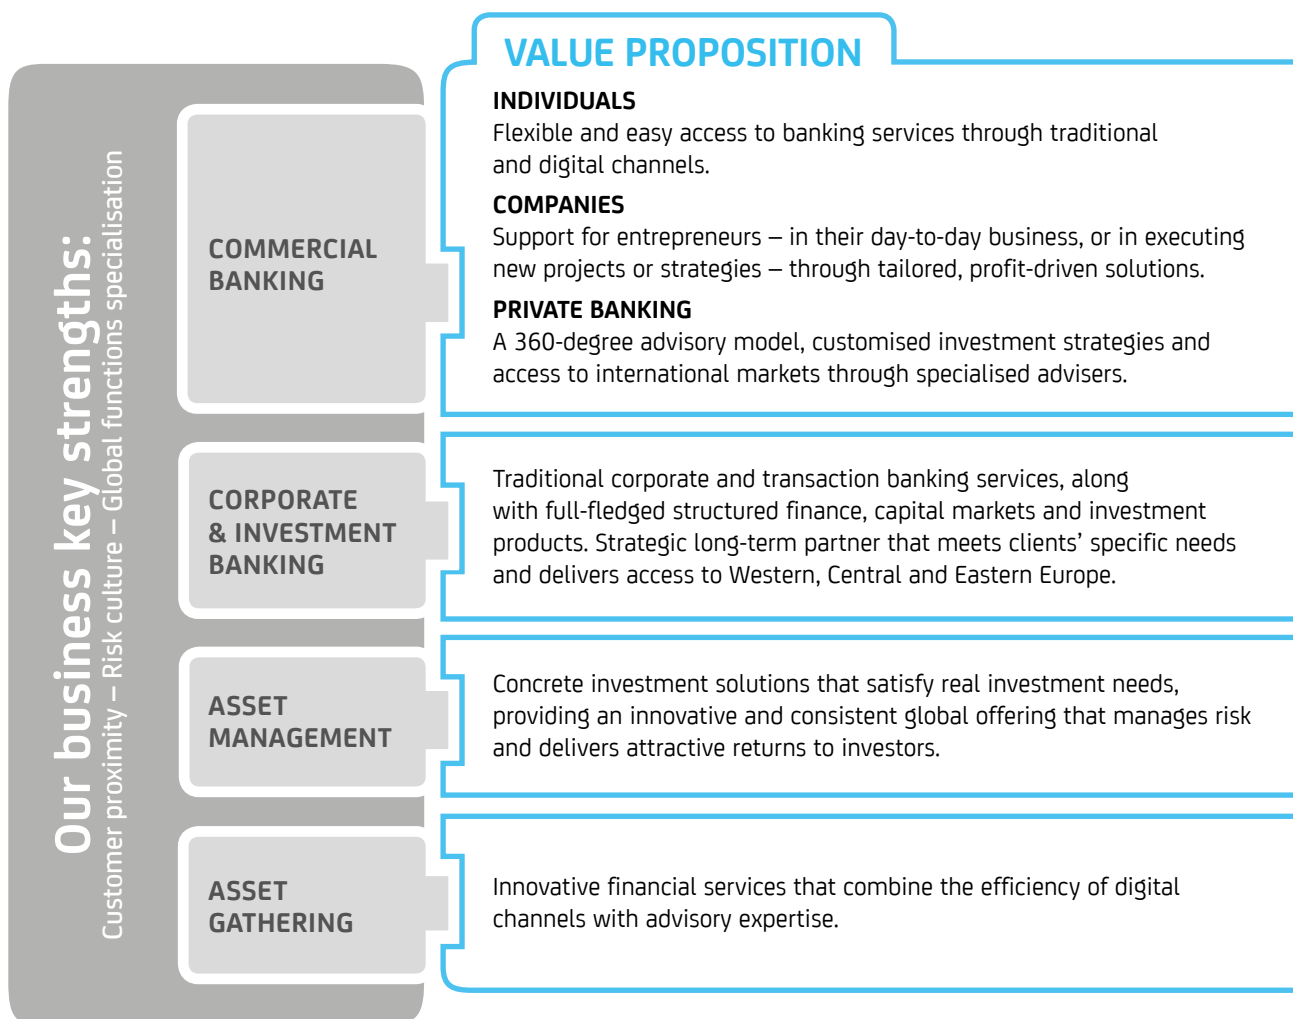 Our business key strengths:
Customer proximity – Risk culture – Global functions specialisation
VALUE PROPOSITION
COMMERCIAL
BANKING
INDIVIDUALS
Flexible and easy access to banking services through traditional
and digital channels.
COMPANIES
Support for entrepreneurs – in their day-to-day business, or in executing
new projects or strategies – through tailored, profit-driven solutions.
PRIVATE BANKING
A 360-degree advisory model, customised investment strategies and
access to international markets through specialised advisers.
CORPORATE
& INVESTMENT
BANKING
Traditional corporate and transaction banking services, along
with full-fledged structured finance, capital markets and investment
products. Strategic long-term partner that meets clients’ specific needs
and delivers access to Western, Central and Eastern Europe.
ASSET
MANAGEMENT
Concrete investment solutions that satisfy real investment needs,
providing an innovative and consistent global offering that manages risk
and delivers attractive returns to investors.
ASSET
GATHERING
Innovative financial services that combine the efficiency of digital
channels with advisory expertise.